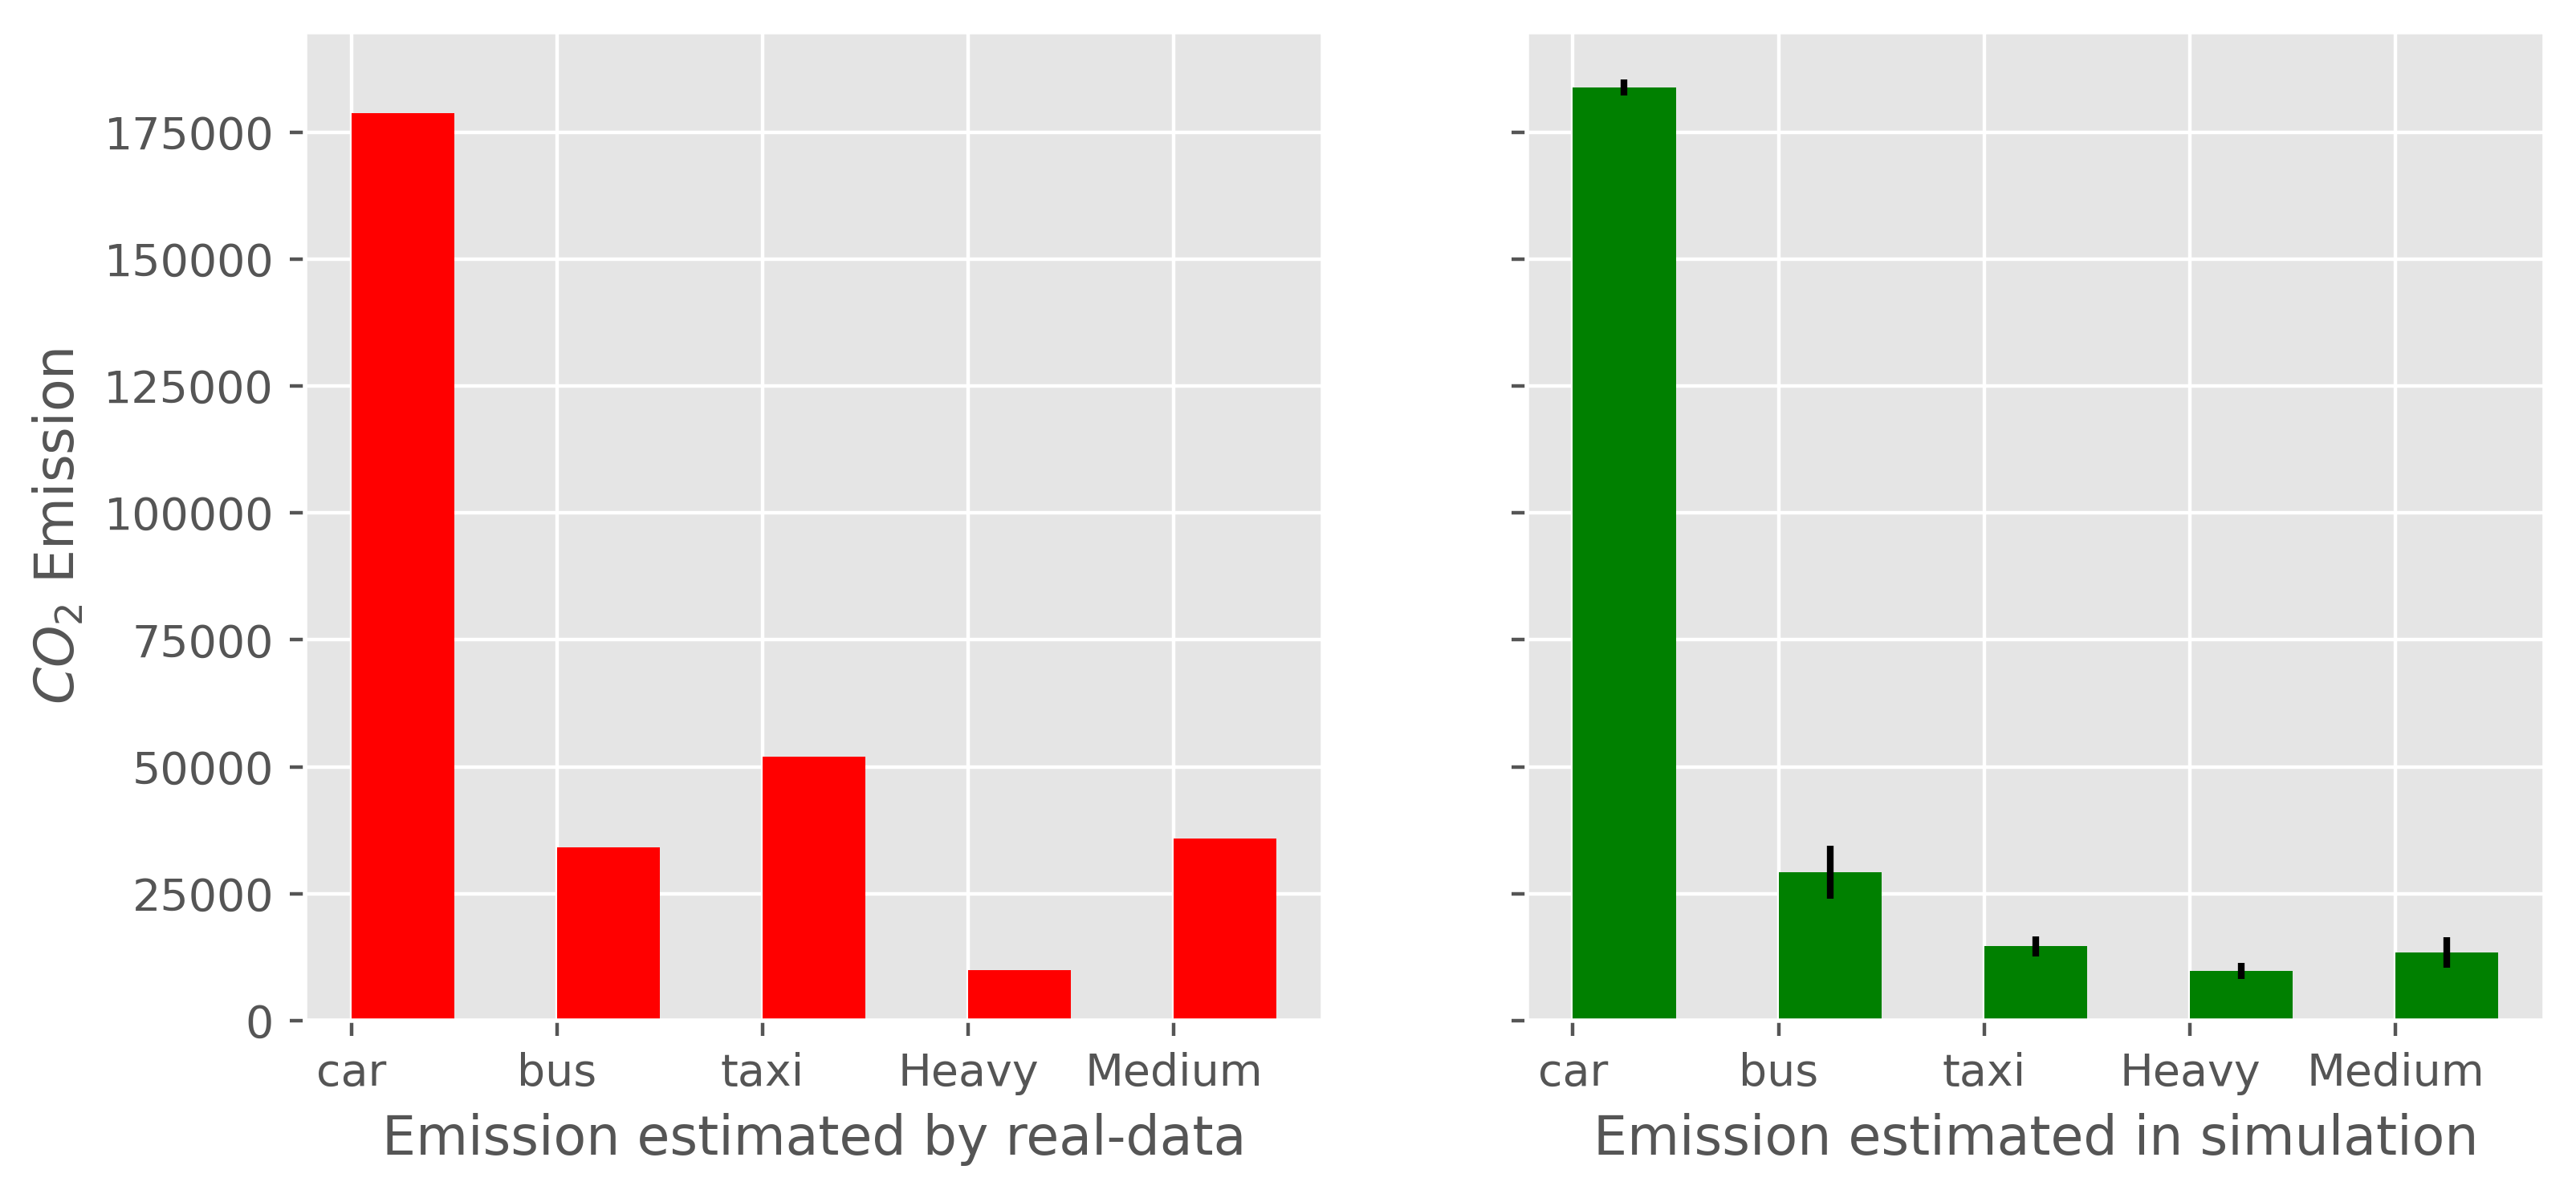 CO₂ Emission
175000
150000
125000
100000
75000
50000
25000
0
car bus taxi Heavy Medium
Emission estimated by real-data
car bus taxi Heavy Medium
Emission estimated in simulation